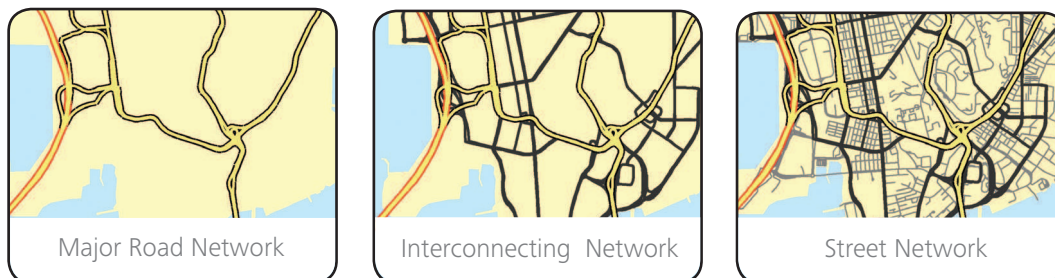 Major Road Network
Interconnecting Network
Street Network